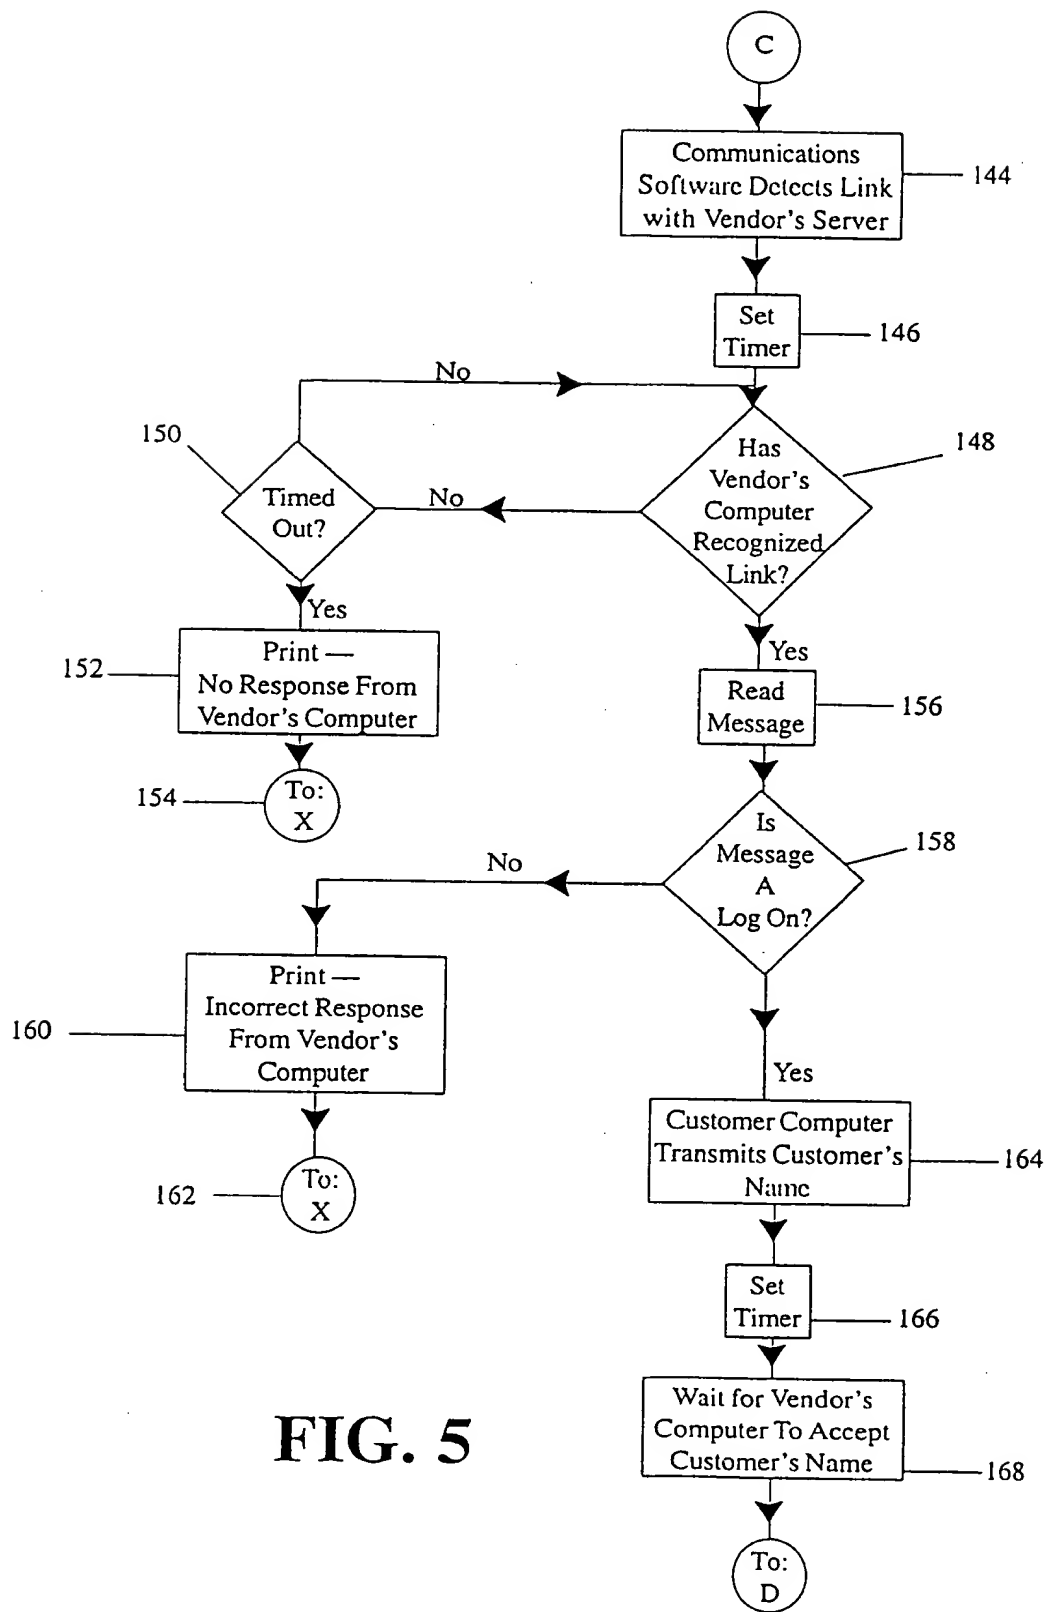 C
Communications
Software Detects Link
with Vendor's Server
144
Set
Timer
146
No
150
Timed
Out?
No
Has
Vendor's
Computer
Recognized
Link?
148
Yes
152
Print —
No Response From
Vendor's Computer
Yes
Read
Message
156
154
To:
X
Is
Message
A
Log On?
158
No
160
Print —
Incorrect Response
From Vendor's
Computer
Yes
162
To:
X
Customer Computer
Transmits Customer's
Name
164
Set
Timer
166
Wait for Vendor's
Computer To Accept
Customer's Name
168
To:
D
FIG. 5